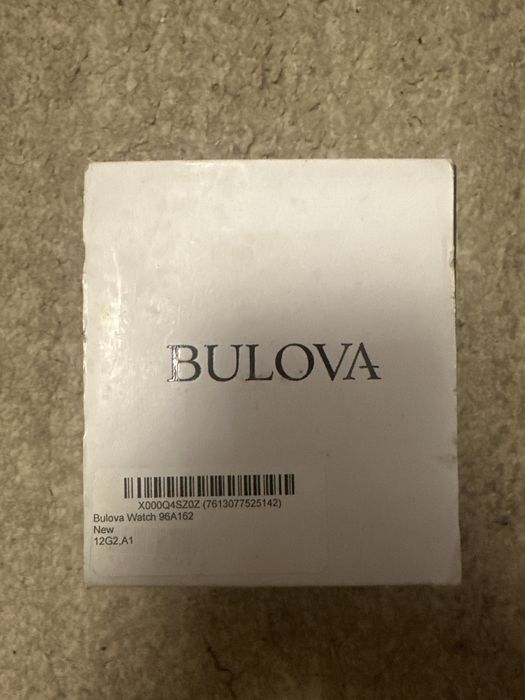 BULOVA
X000Q4SZ0Z (7613077525142)
Bulova Watch 96A162
New
12G2,A1